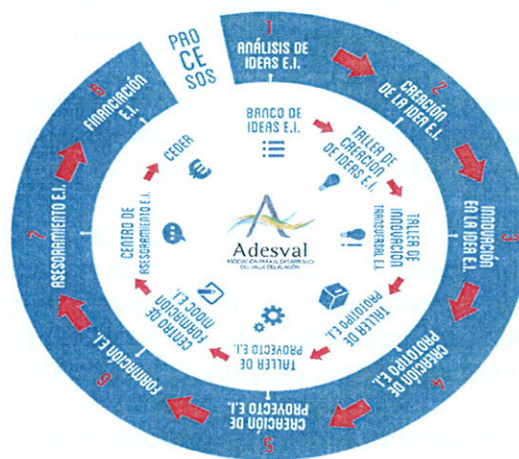 PRO
CE
SOS
1
ANÁLISIS DE
IDEAS E.I.
2
CREACIÓN
DE LA IDEA E.I.
3
INNOVACIÓN
EN LA IDEA E.I.
4
CREACIÓN DE
PROTOTIPO E.I.
5
CREACIÓN DE
PROYECTO E.I.
6
FORMACIÓN E.I.
7
ASESORAMIENTO E.I.
8
FINANCIACIÓN
E.I.
BANCO DE
IDEAS E.I.
TALLER DE
CREACIÓN
DE IDEAS E.I.
TALLER DE
INNOVACIÓN
TRANSVERSAL E.I.
TALLER DE
PROTOTIPO E.I.
TALLER DE
PROYECTO E.I.
CENTRO DE
FORMACIÓN
MOOC E.I.
CENTRO DE
ASESORAMIENTO E.I.
CEDER
€
Adesval
ASOCIACIÓN PARA EL DESARROLLO
DEL VALLE DEL ALAGÓN